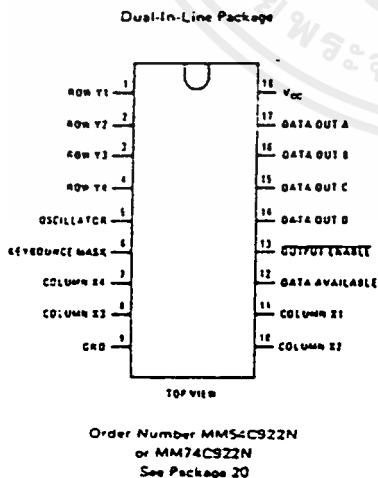 Dual-In-Line Package
ROW Y1 1
ROW Y2 2
ROW Y3 3
ROW Y4 4
OSCILLATOR 5
KEYBOUNCE MASK 6
COLUMN X4 7
COLUMN X3 8
GND 9
18 VCC
17 DATA OUT A
16 DATA OUT B
15 DATA OUT C
14 DATA OUT D
13 OUTPUT ENABLE
12 DATA AVAILABLE
11 COLUMN X1
10 COLUMN X2
TOP VIEW
Order Number MM54C922N
or MM74C922N
See Package 20